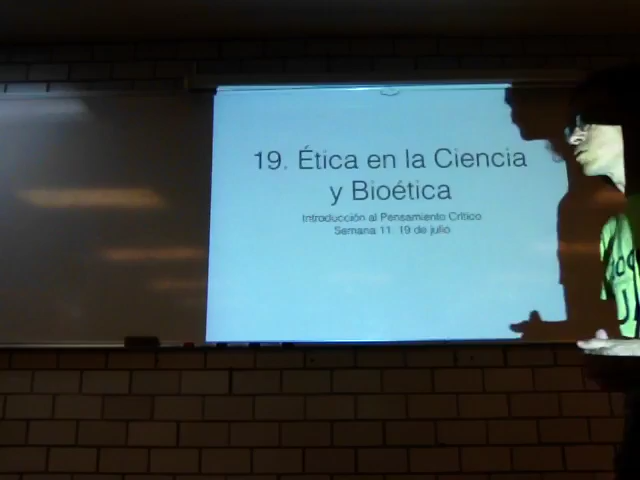 19. Ética en la Ciencia
y Bioética
Introducción al Pensamiento Crítico
Semana 11: 19 de julio